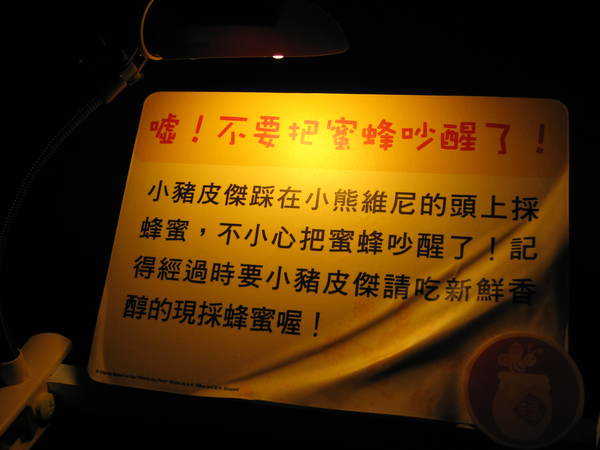 噓！不要把蜜蜂吵醒了！
小豬皮傑踩在小熊維尼的頭上採
蜂蜜，不小心把蜜蜂吵醒了！記
得經過時要小豬皮傑請吃新鮮香
醇的現採蜂蜜喔！